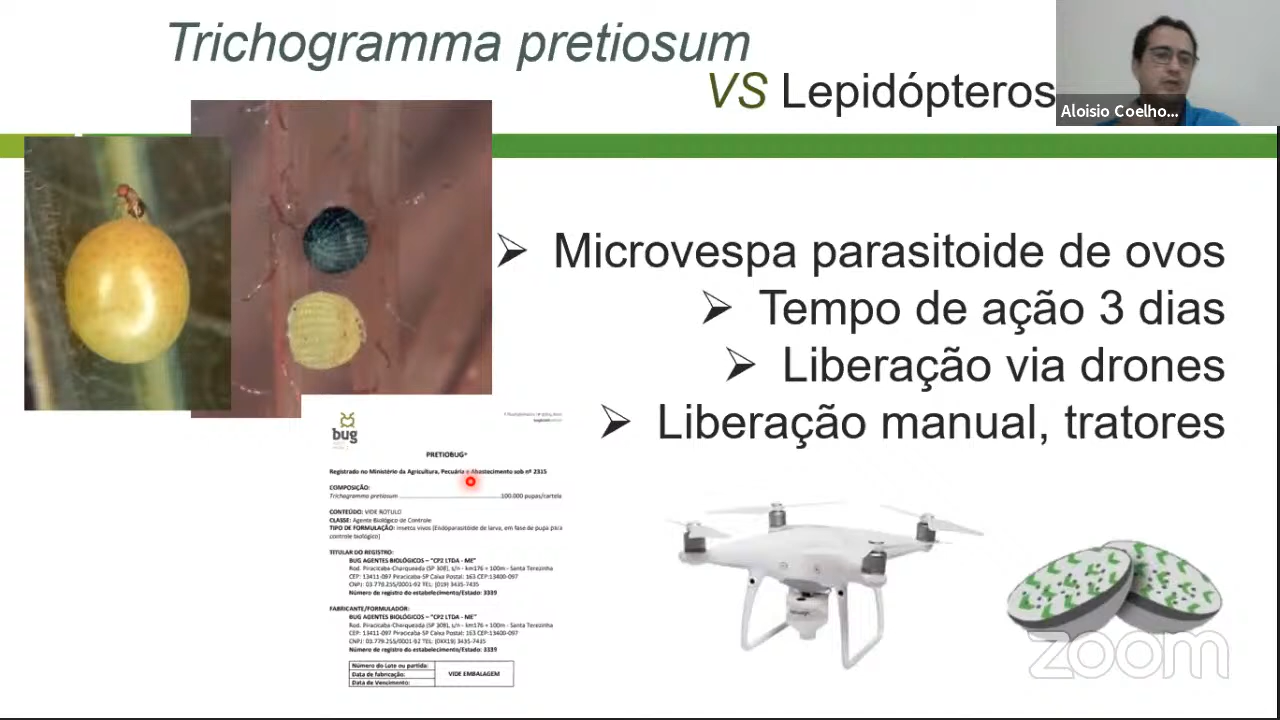 Trichogramma pretiosum
VS Lepidópteros
Aloisio Coelho...
➢ Microvespa parasitoide de ovos
➢ Tempo de ação 3 dias
➢ Liberação via drones
➢ Liberação manual, tratores
bug
PRETIOBUG®
Registrado no Ministério da Agricultura, Pecuária e Abastecimento sob nº 2315
COMPOSIÇÃO:
Trichogramma pretiosum ........ 100.000 pupas/cartela
CONTEÚDO: VIDE RÓTULO
CLASSE: Agente Biológico de Controle
TIPO DE FORMULAÇÃO: Insetos vivos (Endoparasitóide de larva, em fase de pupa p/
controle biológico)
TITULAR DO REGISTRO:
BUG AGENTES BIOLÓGICOS – "CP2 LTDA - ME"
Rod. Piracicaba-Charqueada (SP 308), s/n - km176 + 100m - Santa Terezinha
CEP: 13411-097 Piracicaba-SP Caixa Postal: 163 CEP:13400-097
CNPJ: 03.779.255/0001-92 TEL: (019) 3435-7435
Número de registro do estabelecimento/Estado: 3339
FABRICANTE/FORMULADOR:
BUG AGENTES BIOLÓGICOS – "CP2 LTDA - ME"
Rod. Piracicaba-Charqueada (SP 308), s/n - km176 + 100m - Santa Terezinha
CEP: 13411-097 Piracicaba-SP Caixa Postal: 163 CEP:13400-097
CNPJ: 03.779.255/0001-92 TEL: (0XX19) 3435-7435
Número de registro do estabelecimento/Estado: 3339
Número do Lote ou partida:
Data de fabricação: VIDE EMBALAGEM
Data de Vencimento:
zoom